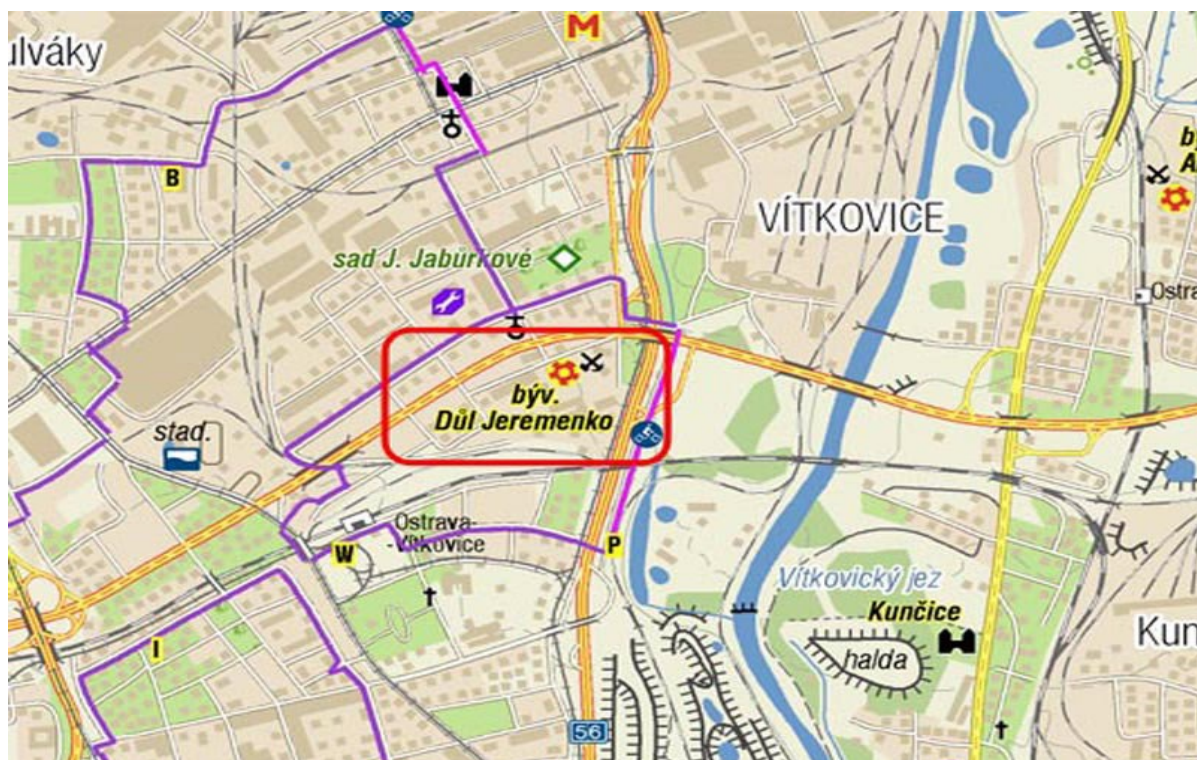 ulváky
M
B
VÍTKOVICE
sad J. Jabůrkové
Ostra
býv.
Důl Jeremenko
stad.
Ostrava-
-Vítkovice
W
P
Vítkovický jez
Kunčice
halda
Kun
I
56